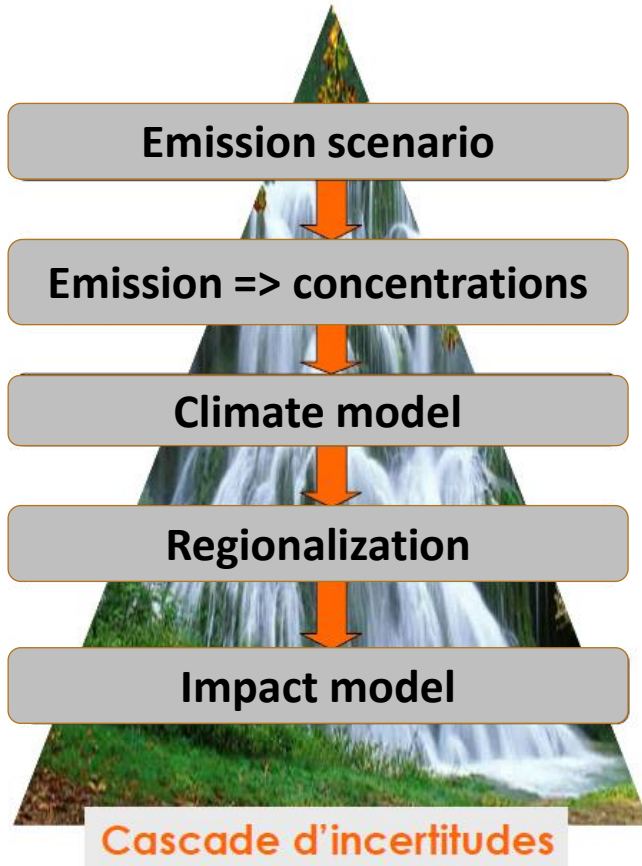 Emission scenario
Emission => concentrations
Climate model
Regionalization
Impact model
Cascade d'incertitudes